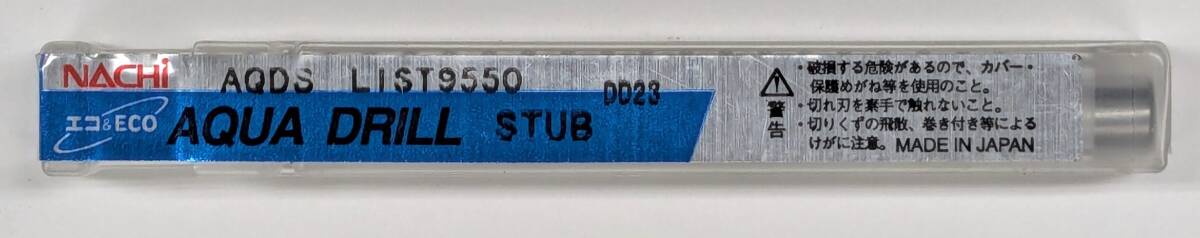 NACHi
AQDS LIST9550
DD23
エコ&ECO
AQUA DRILL STUB
警告
・破損する危険があるので、カバー・
保護めがね等を使用のこと。
・切れ刃を素手で触れないこと。
・切りくずの飛散、巻き付き等による
けがに注意。 MADE IN JAPAN